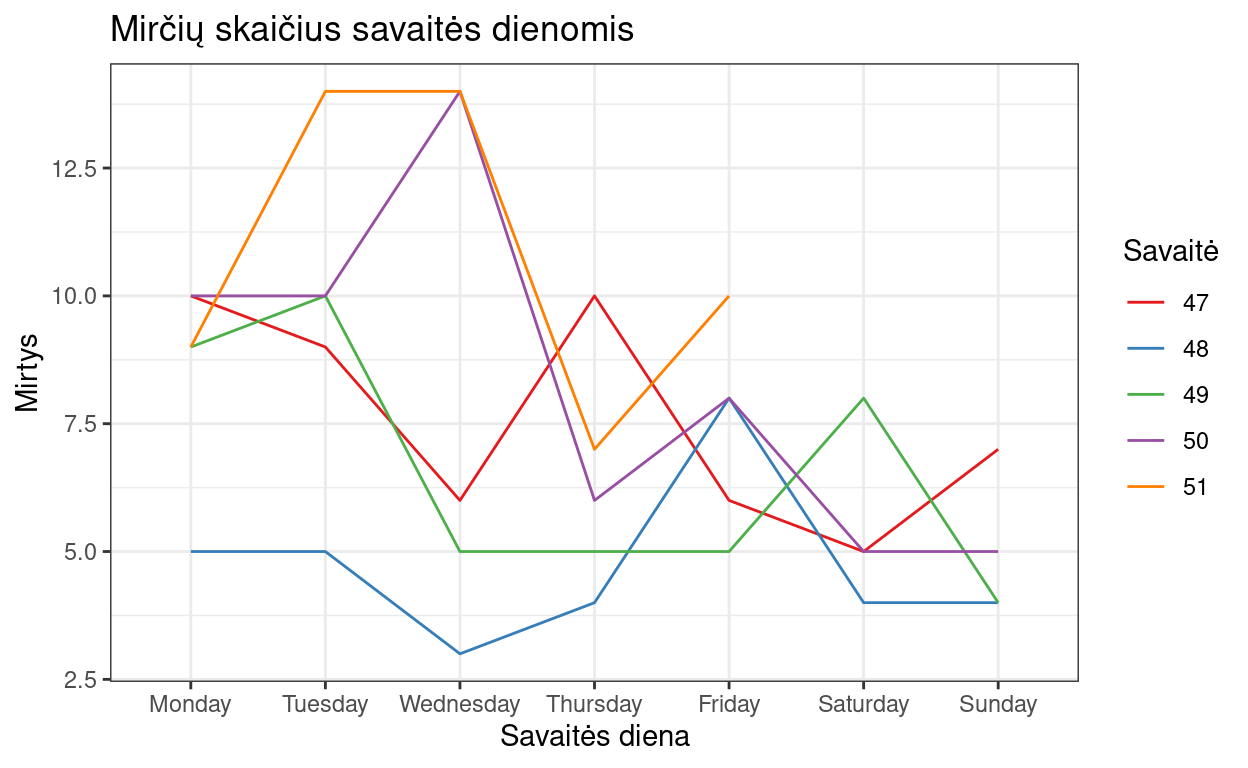 Mirčių skaičius savaitės dienomis
Mirtys
12.5
10.0
7.5
5.0
2.5
Monday Tuesday Wednesday Thursday Friday Saturday Sunday
Savaitės diena
Savaitė
47
48
49
50
51